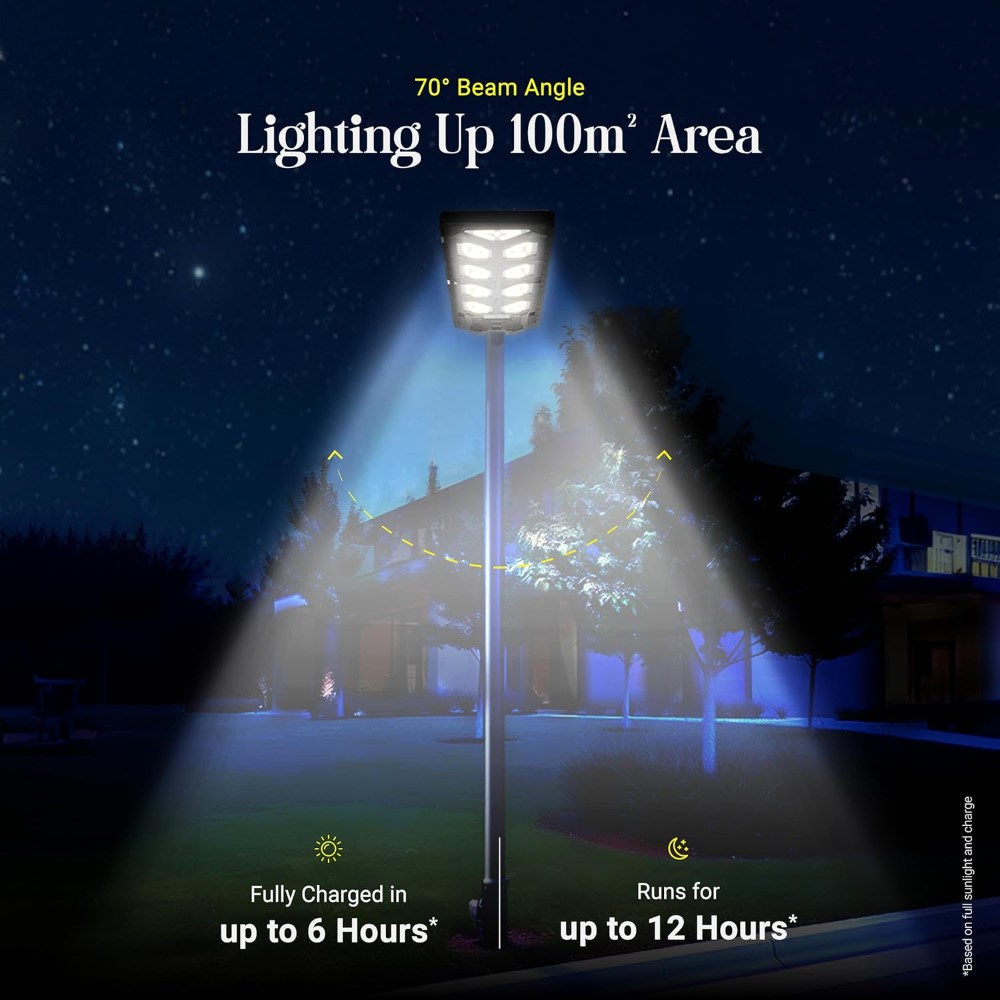 70° Beam Angle
Lighting Up 100m² Area
Fully Charged in
up to 6 Hours*
Runs for
up to 12 Hours*
*Based on full sunlight and charge